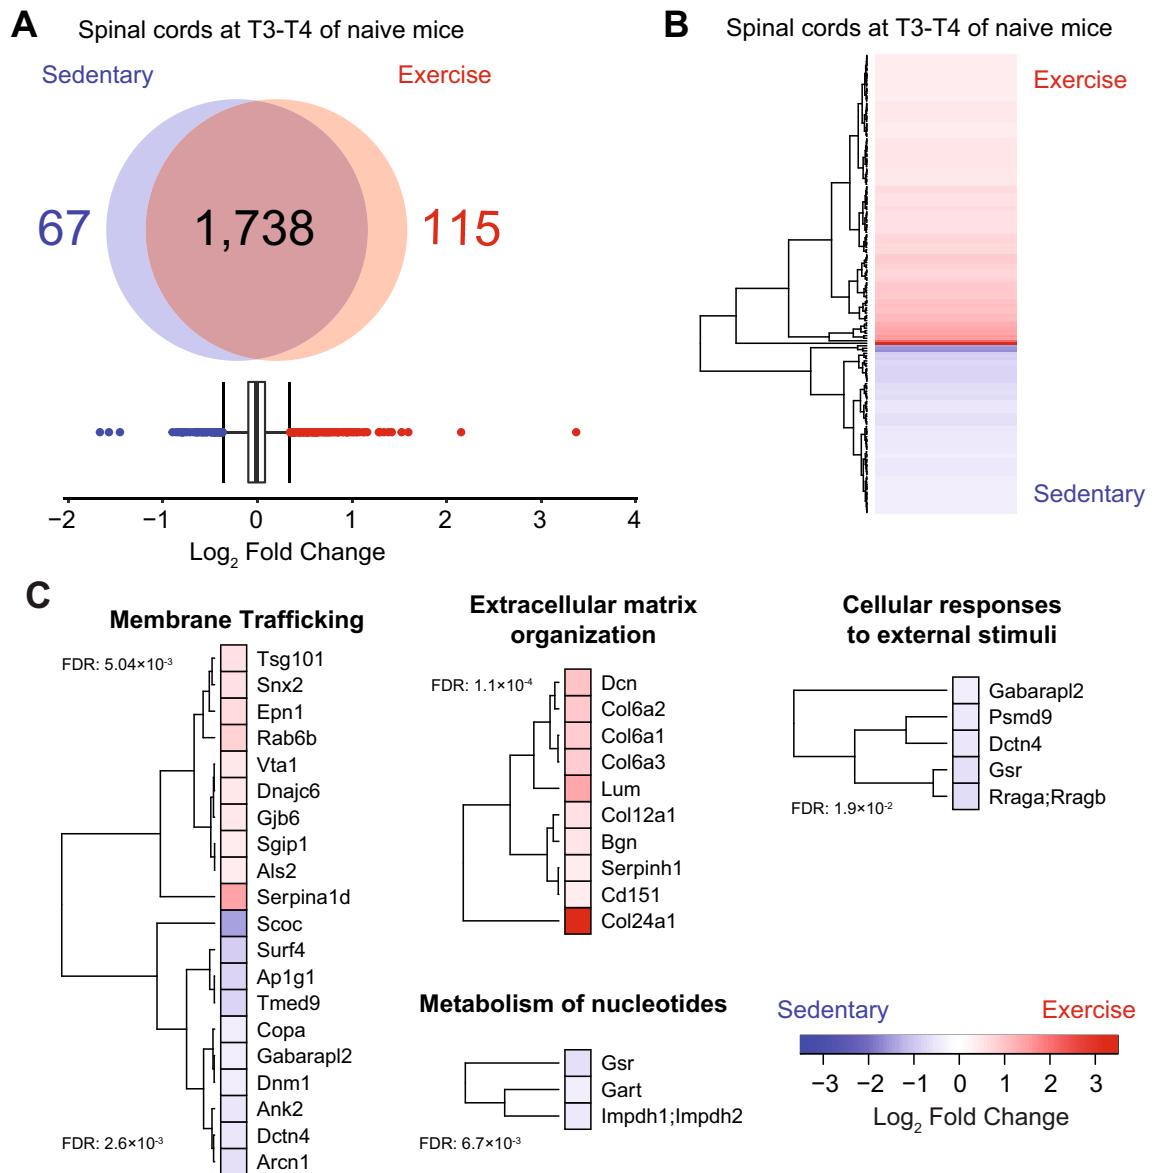 A
Spinal cords at T3-T4 of naive mice
Sedentary
Exercise
67
1,738
115
−2
−1
0
1
2
3
4
Log2 Fold Change
B
Spinal cords at T3-T4 of naive mice
Exercise
Sedentary
C
Membrane Trafficking
FDR: 5.04×10-3
Tsg101
Snx2
Epn1
Rab6b
Vta1
Dnajc6
Gjb6
Sgip1
Als2
Serpina1d
Scoc
Surf4
Ap1g1
Tmed9
Copa
Gabarapl2
Dnm1
Ank2
Dctn4
Arcn1
FDR: 2.6×10-3
Extracellular matrix
organization
FDR: 1.1×10-4
Dcn
Col6a2
Col6a1
Col6a3
Lum
Col12a1
Bgn
Serpinh1
Cd151
Col24a1
Cellular responses
to external stimuli
Gabarapl2
Psmd9
Dctn4
Gsr
Rraga;Rragb
FDR: 1.9×10-2
Metabolism of nucleotides
Gsr
Gart
Impdh1;Impdh2
FDR: 6.7×10-3
Sedentary
Exercise
−3
−2
−1
0
1
2
3
Log2 Fold Change